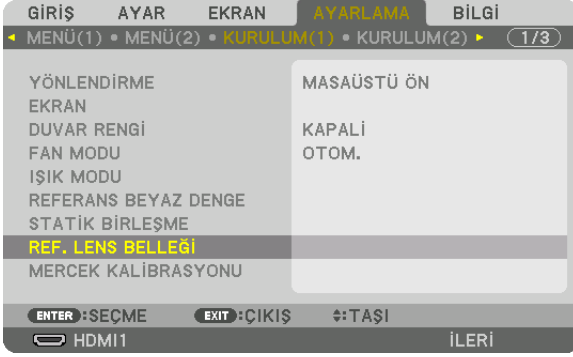 GİRİŞ AYAR EKRAN AYARLAMA BİLGİ
MENÜ(1) • MENÜ(2) • KURULUM(1) • KURULUM(2) 1/3
YÖNLENDİRME MASAÜSTÜ ÖN
EKRAN
DUVAR RENGİ KAPALI
FAN MODU OTOM.
IŞIK MODU
REFERANS BEYAZ DENGE
STATİK BİRLEŞME
REF. LENS BELLEĞİ
MERCEK KALİBRASYONU
ENTER :SEÇME EXIT :ÇIKIŞ :TAŞI
HDMI1 İLERİ